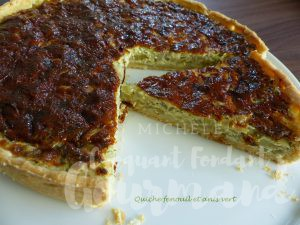 MICHELE
Croquant Fondant
Gourmand
Quiche fenouil et anis vert